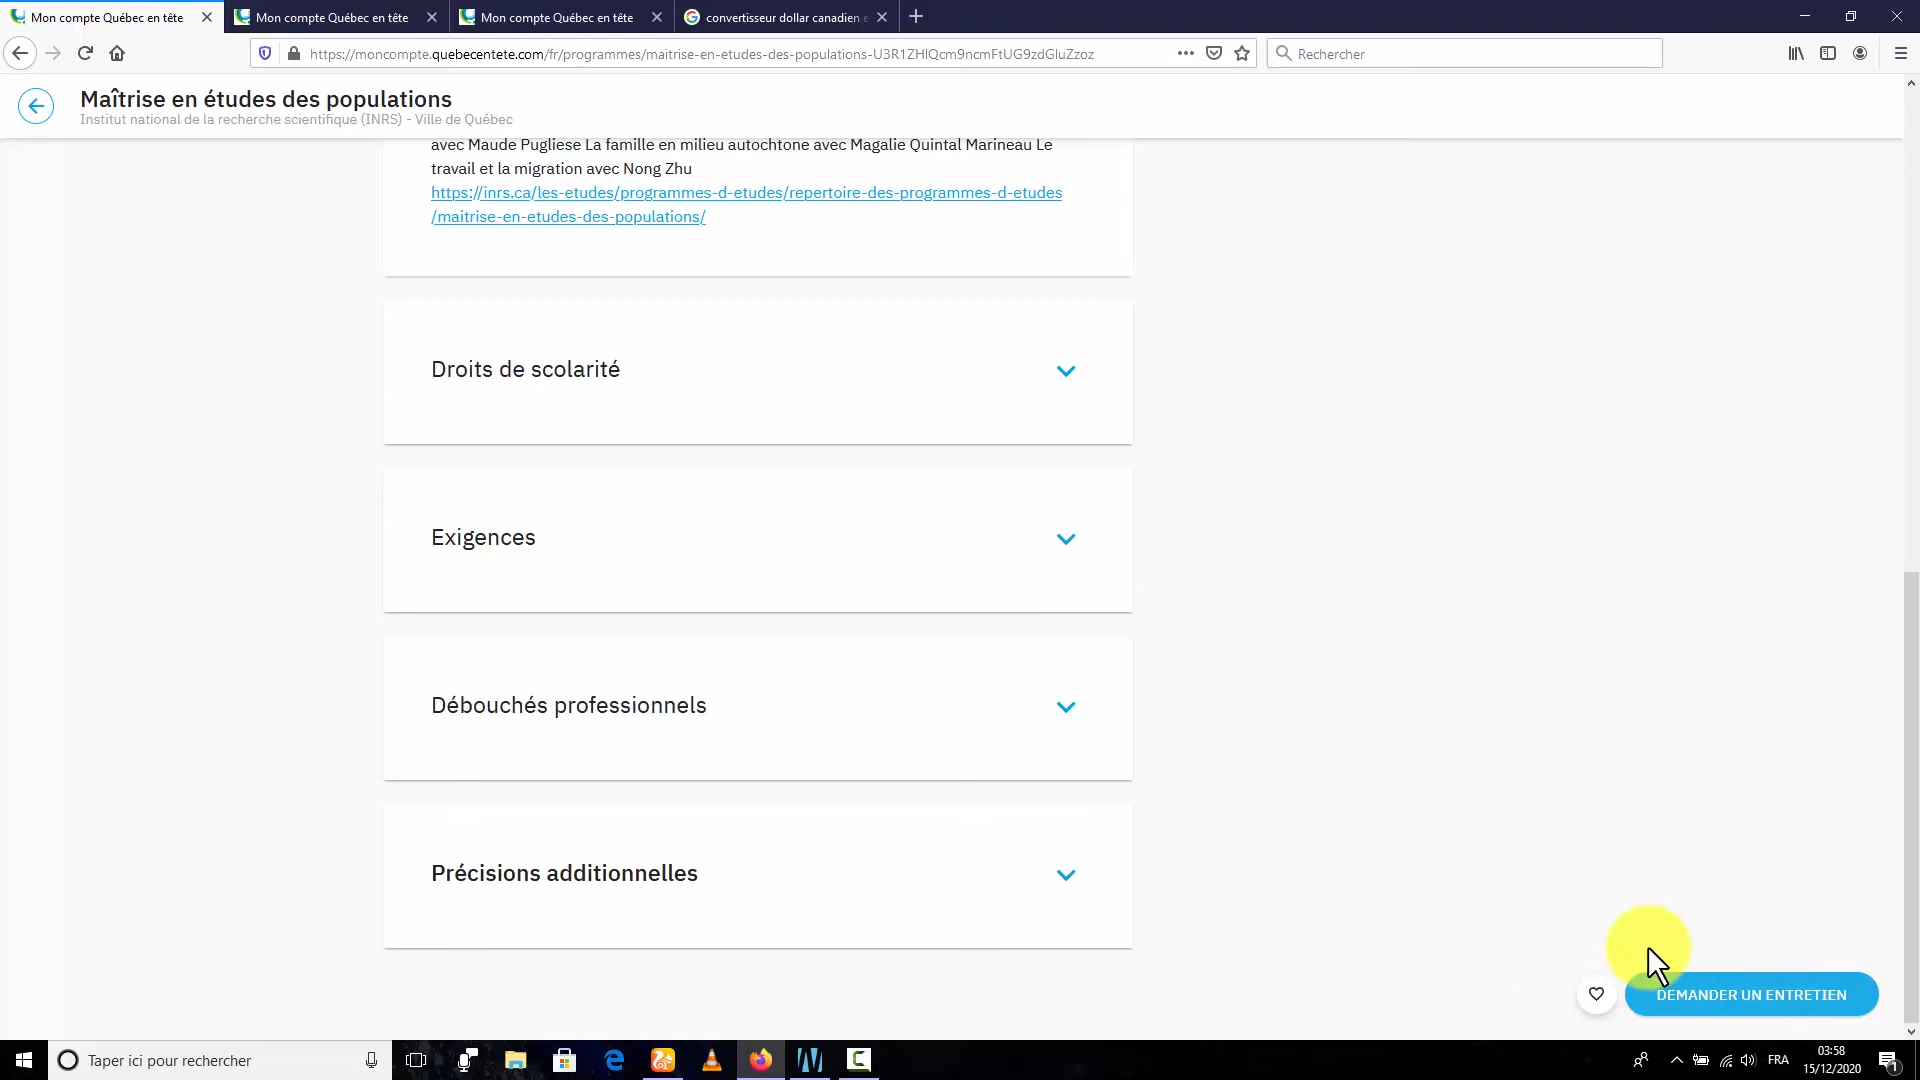 Mon compte Québec en tête
Mon compte Québec en tête
Mon compte Québec en tête
convertisseur dollar canadien e
https://moncompte.quebecentete.com/fr/programmes/maitrise-en-etudes-des-populations-U3R1ZHlQcm9ncmFtUG9zdGluZzoz
Rechercher
Maîtrise en études des populations
Institut national de la recherche scientifique (INRS) - Ville de Québec
avec Maude Pugliese La famille en milieu autochtone avec Magalie Quintal Marineau Le
travail et la migration avec Nong Zhu
https://inrs.ca/les-etudes/programmes-d-etudes/repertoire-des-programmes-d-etudes
/maitrise-en-etudes-des-populations/
Droits de scolarité
Exigences
Débouchés professionnels
Précisions additionnelles
DEMANDER UN ENTRETIEN
Taper ici pour rechercher
FRA
03:58
15/12/2020
1